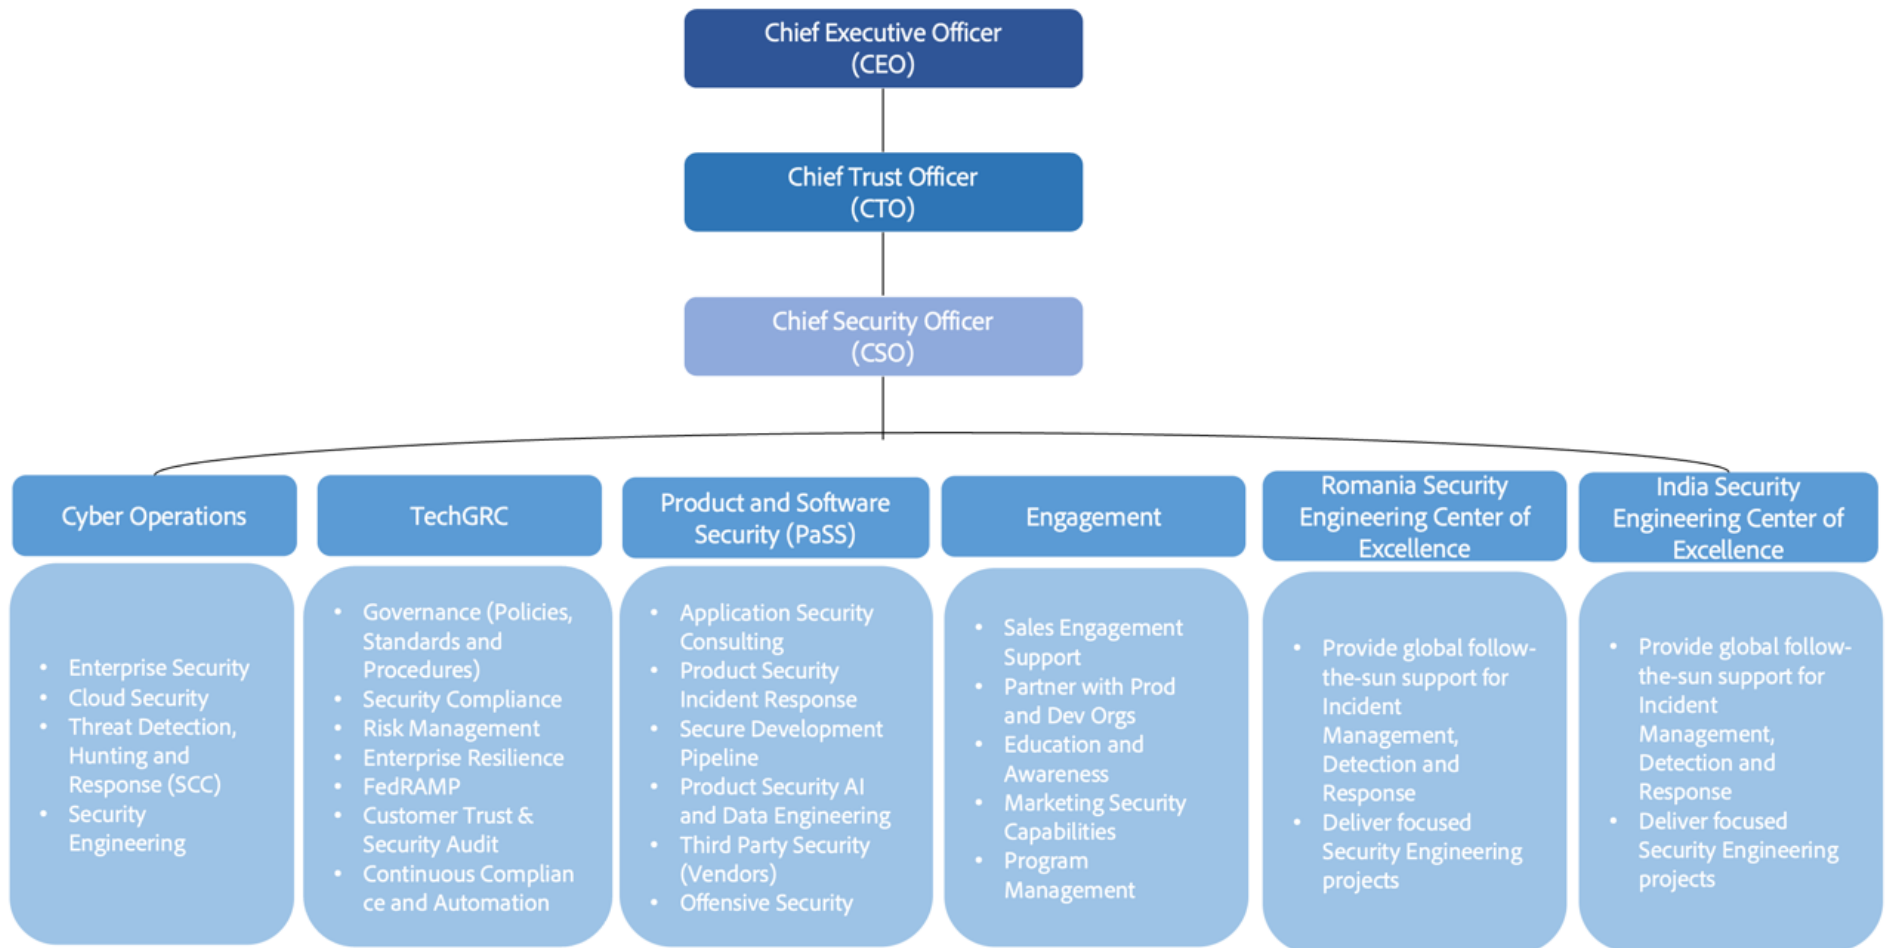 Chief Executive Officer
(CEO)
Chief Trust Officer
(CTO)
Chief Security Officer
(CSO)
Cyber Operations
• Enterprise Security
• Cloud Security
• Threat Detection,
Hunting and
Response (SCC)
• Security
Engineering
TechGRC
• Governance (Policies,
Standards and
Procedures)
• Security Compliance
• Risk Management
• Enterprise Resilience
• FedRAMP
• Customer Trust &
Security Audit
• Continuous Complian
ce and Automation
Product and Software
Security (PaSS)
• Application Security
Consulting
• Product Security
Incident Response
• Secure Development
Pipeline
• Product Security AI
and Data Engineering
• Third Party Security
(Vendors)
• Offensive Security
Engagement
• Sales Engagement
Support
• Partner with Prod
and Dev Orgs
• Education and
Awareness
• Marketing Security
Capabilities
• Program
Management
Romania Security
Engineering Center of
Excellence
• Provide global follow-
the-sun support for
Incident
Management,
Detection and
Response
• Deliver focused
Security Engineering
projects
India Security
Engineering Center of
Excellence
• Provide global follow-
the-sun support for
Incident
Management,
Detection and
Response
• Deliver focused
Security Engineering
projects